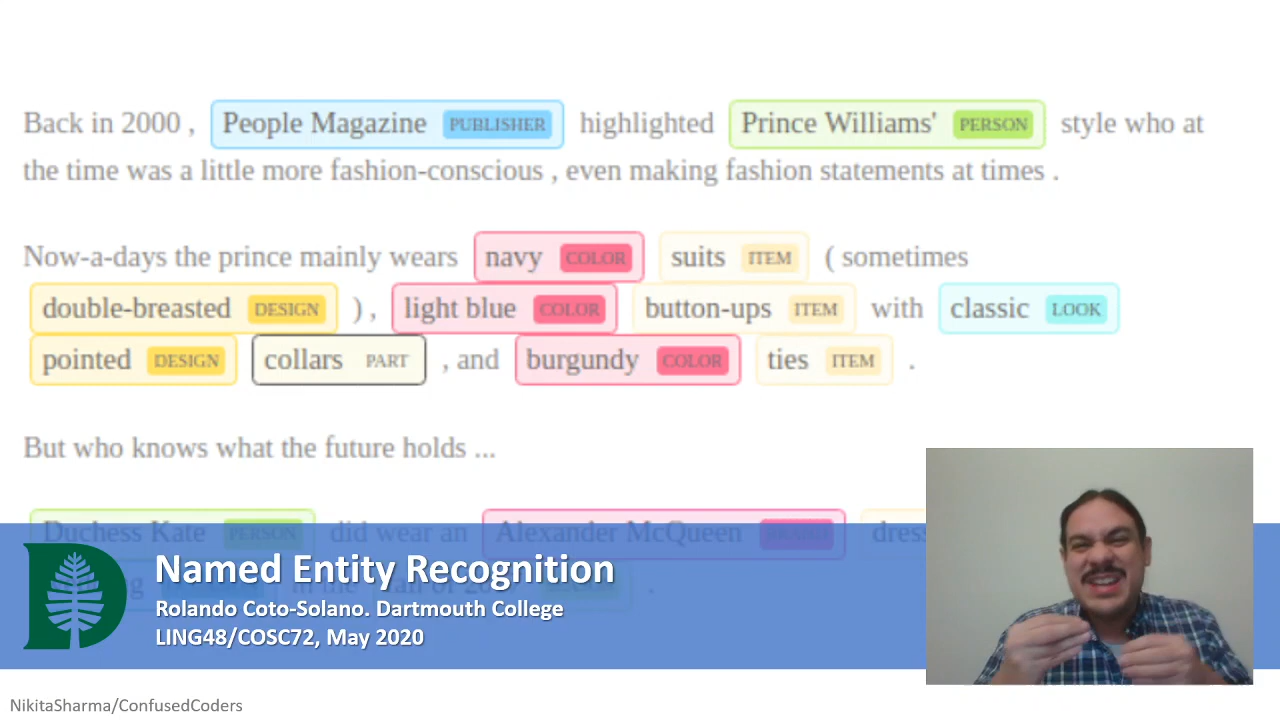 Back in 2000 , People Magazine PUBLISHER highlighted Prince Williams' PERSON style who at
the time was a little more fashion-conscious , even making fashion statements at times .
Now-a-days the prince mainly wears navy COLOR suits ITEM ( sometimes
double-breasted DESIGN ) , light blue COLOR button-ups ITEM with classic LOOK
pointed DESIGN collars PART , and burgundy COLOR ties ITEM .
But who knows what the future holds ...
Duchess Kate PERSON did wear an Alexander McQueen
in the
Named Entity Recognition
Rolando Coto-Solano. Dartmouth College
LING48/COSC72, May 2020
NikitaSharma/ConfusedCoders